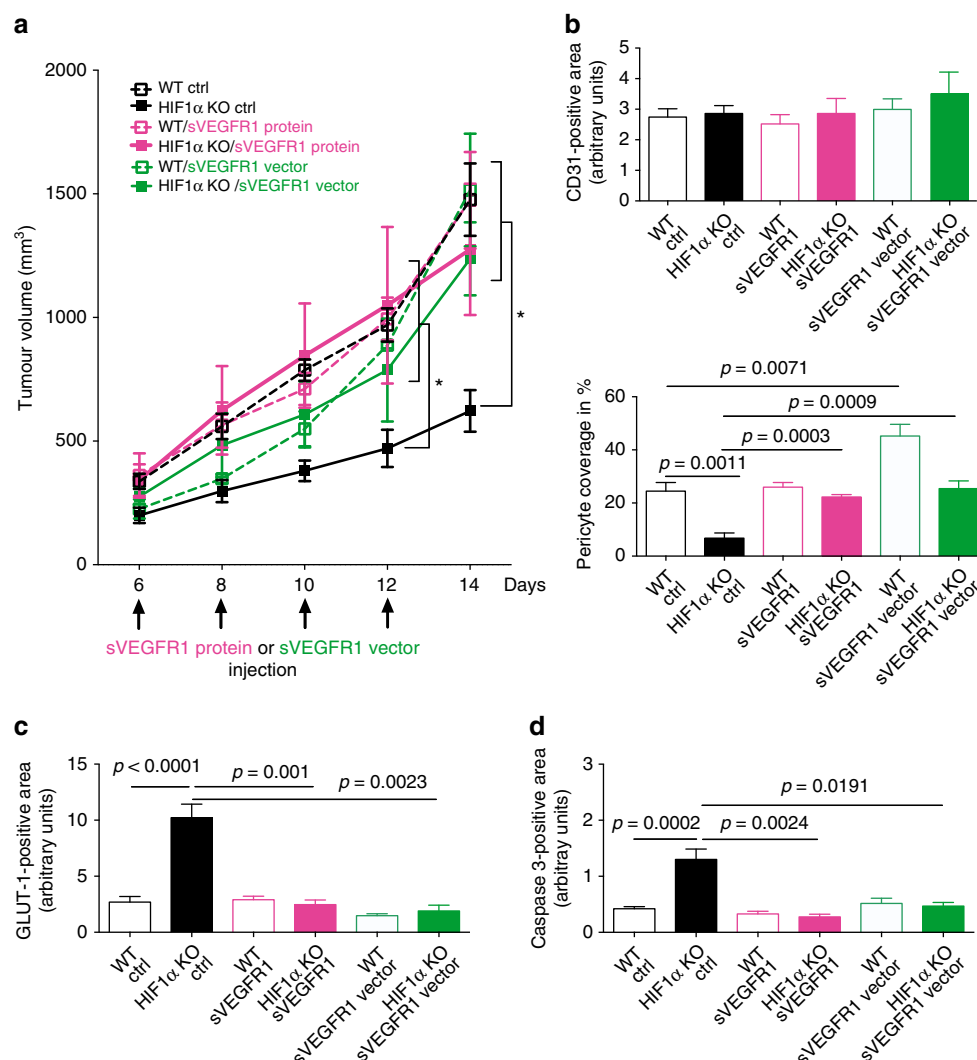 a
Tumour volume (mm³)
2000
1500
1000
500
0
WT ctrl
HIF1α KO ctrl
WT/sVEGFR1 protein
HIF1α KO/sVEGFR1 protein
WT/sVEGFR1 vector
HIF1α KO /sVEGFR1 vector
*
*
6
8
10
12
14
Days
sVEGFR1 protein or sVEGFR1 vector
injection
b
CD31-positive area
(arbitrary units)
5
4
3
2
1
0
WT
ctrl
HIF1α KO
ctrl
WT
sVEGFR1
HIF1α KO
sVEGFR1
WT
sVEGFR1 vector
HIF1α KO
sVEGFR1 vector
Pericyte coverage in %
60
40
20
0
p = 0.0071
p = 0.0009
p = 0.0003
p = 0.0011
WT
ctrl
HIF1α KO
ctrl
WT
sVEGFR1
HIF1α KO
sVEGFR1
WT
sVEGFR1 vector
HIF1α KO
sVEGFR1 vector
c
GLUT-1-positive area
(arbitrary units)
15
10
5
0
p < 0.0001
p = 0.001
p = 0.0023
WT
ctrl
HIF1α KO
ctrl
WT
sVEGFR1
HIF1α KO
sVEGFR1
WT
sVEGFR1 vector
HIF1α KO
sVEGFR1 vector
d
Caspase 3-positive area
(arbitray units)
3
2
1
0
p = 0.0191
p = 0.0002
p = 0.0024
WT
ctrl
HIF1α KO
ctrl
WT
sVEGFR1
HIF1α KO
sVEGFR1
WT
sVEGFR1 vector
HIF1α KO
sVEGFR1 vector